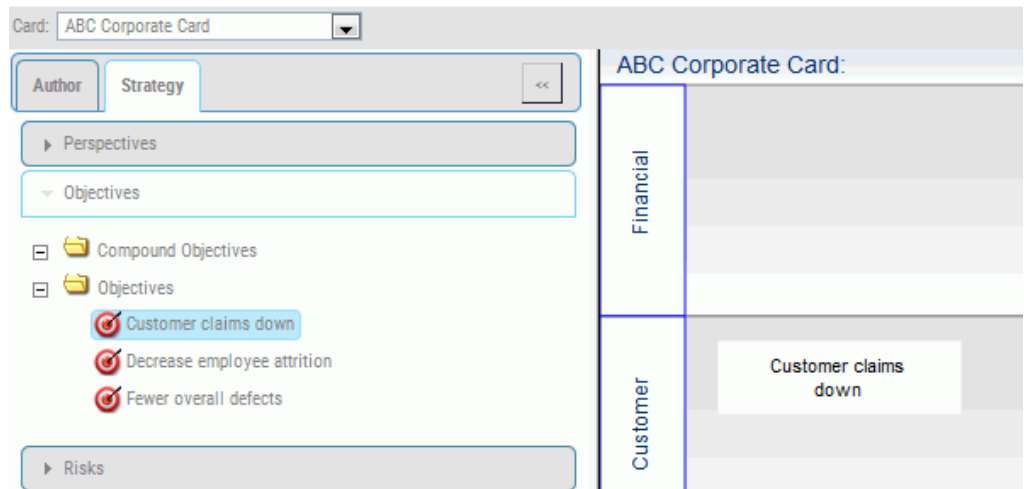 Card: ABC Corporate Card
Author
Strategy
<<
Perspectives
Objectives
Compound Objectives
Objectives
Customer claims down
Decrease employee attrition
Fewer overall defects
Risks
ABC Corporate Card:
Financial
Customer
Customer claims
down